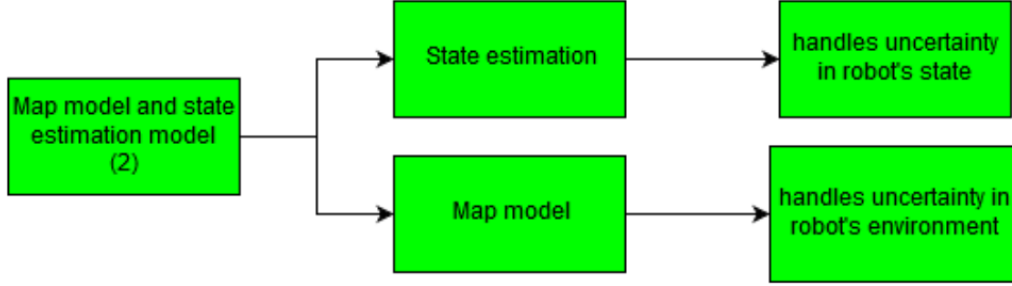 Map model and state
estimation model
(2)
State estimation
handles uncertainty
in robot's state
Map model
handles uncertainty in
robot's environment